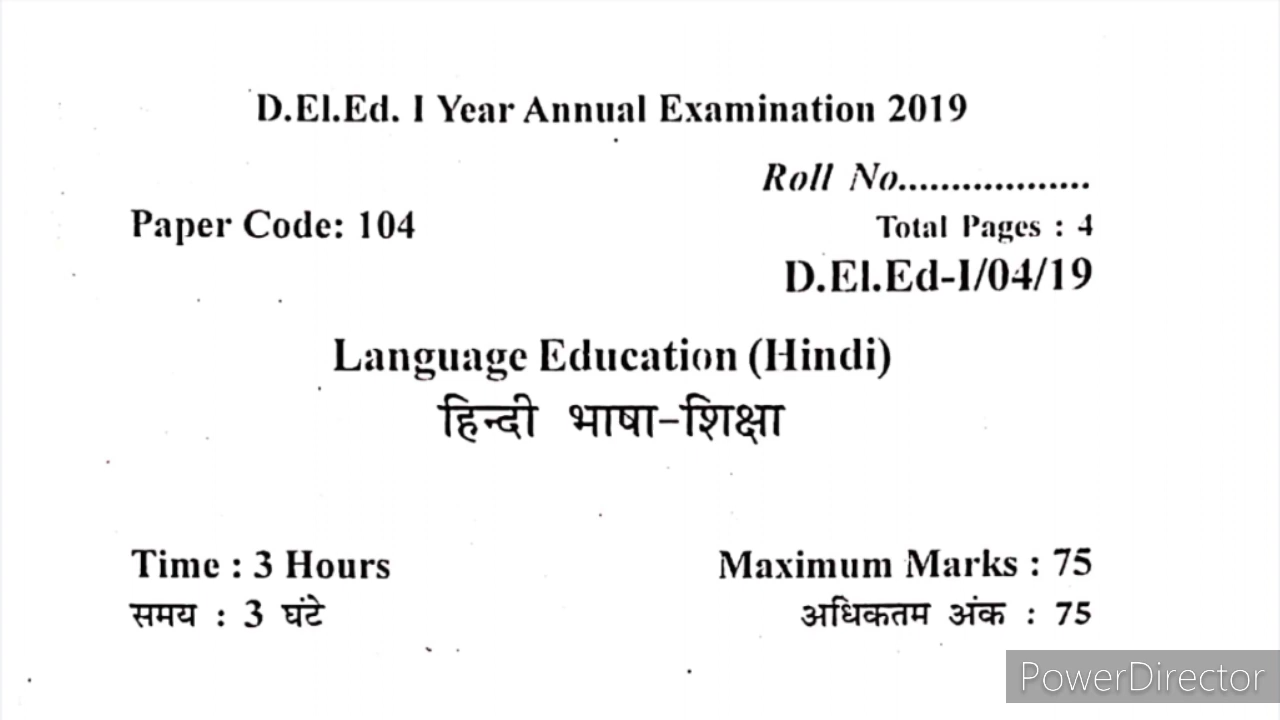 D.El.Ed. I Year Annual Examination 2019
Roll No...................
Paper Code: 104
Total Pages : 4
D.El.Ed-I/04/19
Language Education (Hindi)
हिन्दी भाषा-शिक्षा
Time : 3 Hours
Maximum Marks : 75
समय : 3 घंटे
अधिकतम अंक : 75
PowerDirector